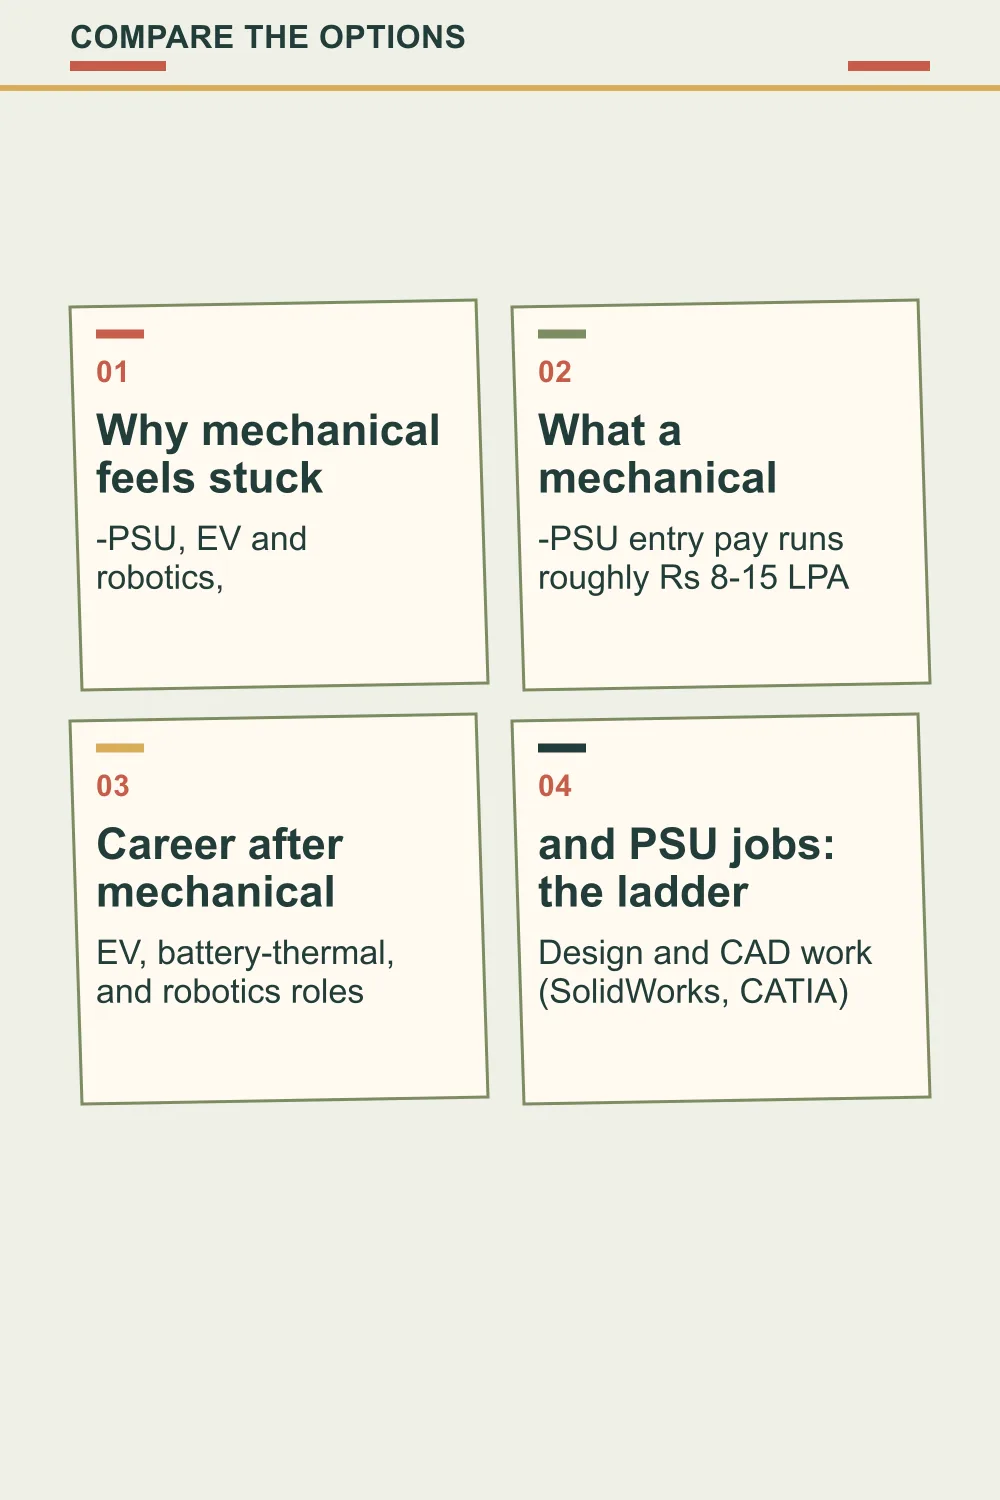 COMPARE THE OPTIONS
01
Why mechanical
feels stuck
-PSU, EV and
robotics,
02
What a
mechanical
-PSU entry pay runs
roughly Rs 8-15 LPA
03
Career after
mechanical
EV, battery-thermal,
and robotics roles
04
and PSU jobs:
the ladder
Design and CAD work
(SolidWorks, CATIA)